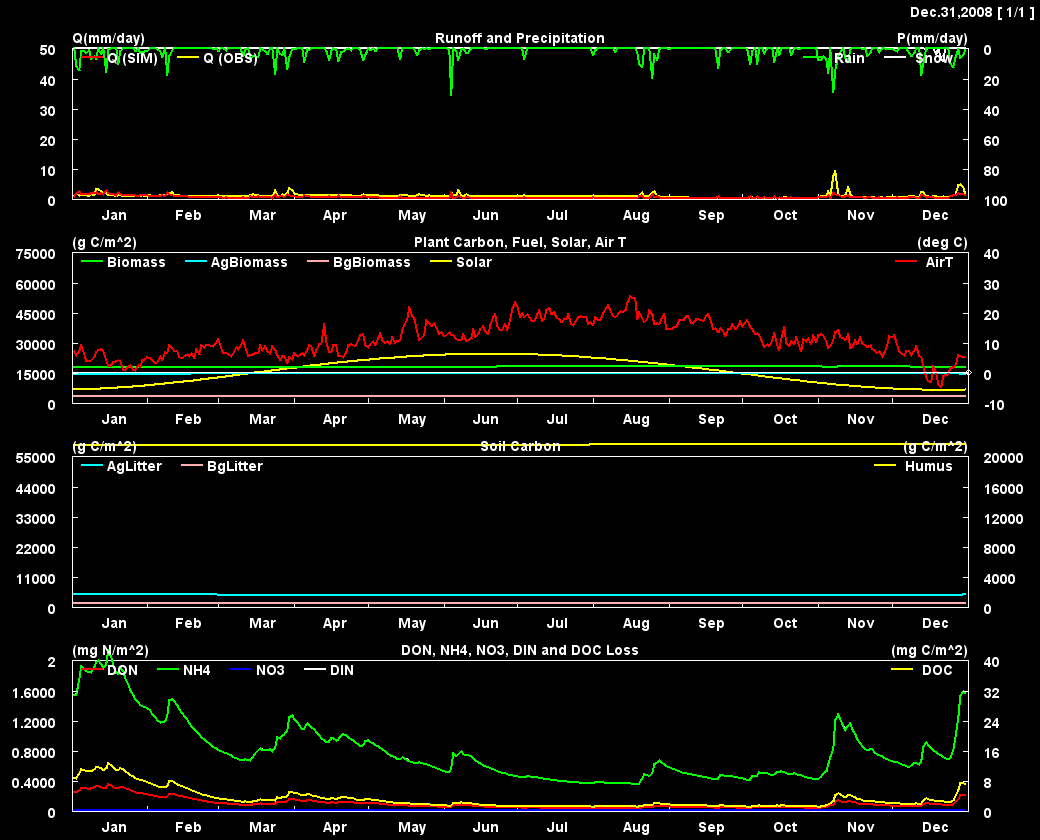 Dec.31,2008 [ 1/1 ]
Q(mm/day) Runoff and Precipitation P(mm/day)
50 0
Q (SIM) Q (OBS) Rain Snow
40 20
30 40
20 60
10 80
0 100
Jan Feb Mar Apr May Jun Jul Aug Sep Oct Nov Dec
(g C/m^2) Plant Carbon, Fuel, Solar, Air T (deg C)
75000 40
Biomass AgBiomass BgBiomass Solar AirT
60000 30
45000 20
30000 10
15000 0
0 -10
Jan Feb Mar Apr May Jun Jul Aug Sep Oct Nov Dec
(g C/m^2) Soil Carbon (g C/m^2)
55000 20000
AgLitter BgLitter Humus
44000 16000
33000 12000
22000 8000
11000 4000
0 0
Jan Feb Mar Apr May Jun Jul Aug Sep Oct Nov Dec
(mg N/m^2) DON, NH4, NO3, DIN and DOC Loss (mg C/m^2)
2 40
DON NH4 NO3 DIN DOC
1.6000 32
1.2000 24
0.8000 16
0.4000 8
0 0
Jan Feb Mar Apr May Jun Jul Aug Sep Oct Nov Dec